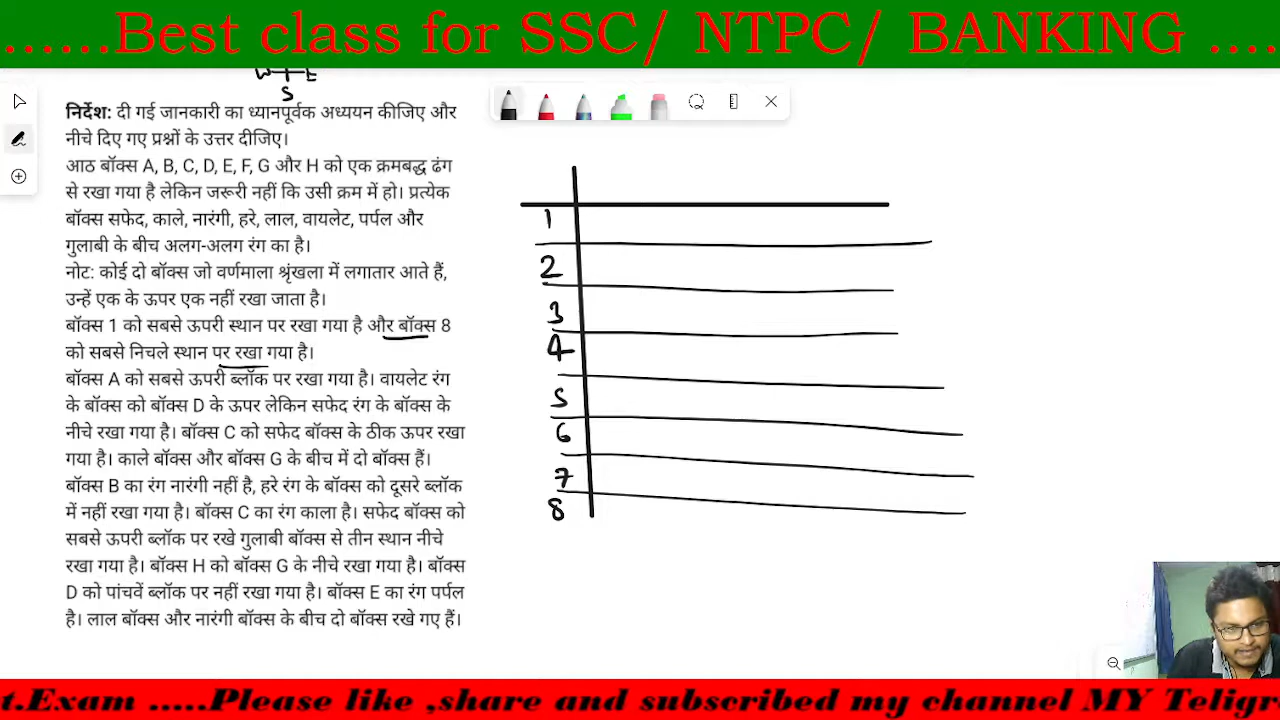 ......Best class for SSC/ NTPC/ BANKING ....
W E
S
निर्देश: दी गई जानकारी का ध्यानपूर्वक अध्ययन कीजिए और
नीचे दिए गए प्रश्नों के उत्तर दीजिए।
आठ बॉक्स A, B, C, D, E, F, G और H को एक क्रमबद्ध ढंग
से रखा गया है लेकिन जरूरी नहीं कि उसी क्रम में हो। प्रत्येक
बॉक्स सफेद, काले, नारंगी, हरे, लाल, वायलेट, पर्पल और
गुलाबी के बीच अलग-अलग रंग का है।
नोट: कोई दो बॉक्स जो वर्णमाला श्रृंखला में लगातार आते हैं,
उन्हें एक के ऊपर एक नहीं रखा जाता है।
बॉक्स 1 को सबसे ऊपरी स्थान पर रखा गया है और बॉक्स 8
को सबसे निचले स्थान पर रखा गया है।
बॉक्स A को सबसे ऊपरी ब्लॉक पर रखा गया है। वायलेट रंग
के बॉक्स को बॉक्स D के ऊपर लेकिन सफेद रंग के बॉक्स के
नीचे रखा गया है। बॉक्स C को सफेद बॉक्स के ठीक ऊपर रखा
गया है। काले बॉक्स और बॉक्स G के बीच में दो बॉक्स हैं।
बॉक्स B का रंग नारंगी नहीं है, हरे रंग के बॉक्स को दूसरे ब्लॉक
में नहीं रखा गया है। बॉक्स C का रंग काला है। सफेद बॉक्स को
सबसे ऊपरी ब्लॉक पर रखे गुलाबी बॉक्स से तीन स्थान नीचे
रखा गया है। बॉक्स H को बॉक्स G के नीचे रखा गया है। बॉक्स
D को पांचवें ब्लॉक पर नहीं रखा गया है। बॉक्स E का रंग पर्पल
है। लाल बॉक्स और नारंगी बॉक्स के बीच दो बॉक्स रखे गए हैं।
1
2
3
4
5
6
7
8
t.Exam .....Please like ,share and subscribed my channel MY Teligr